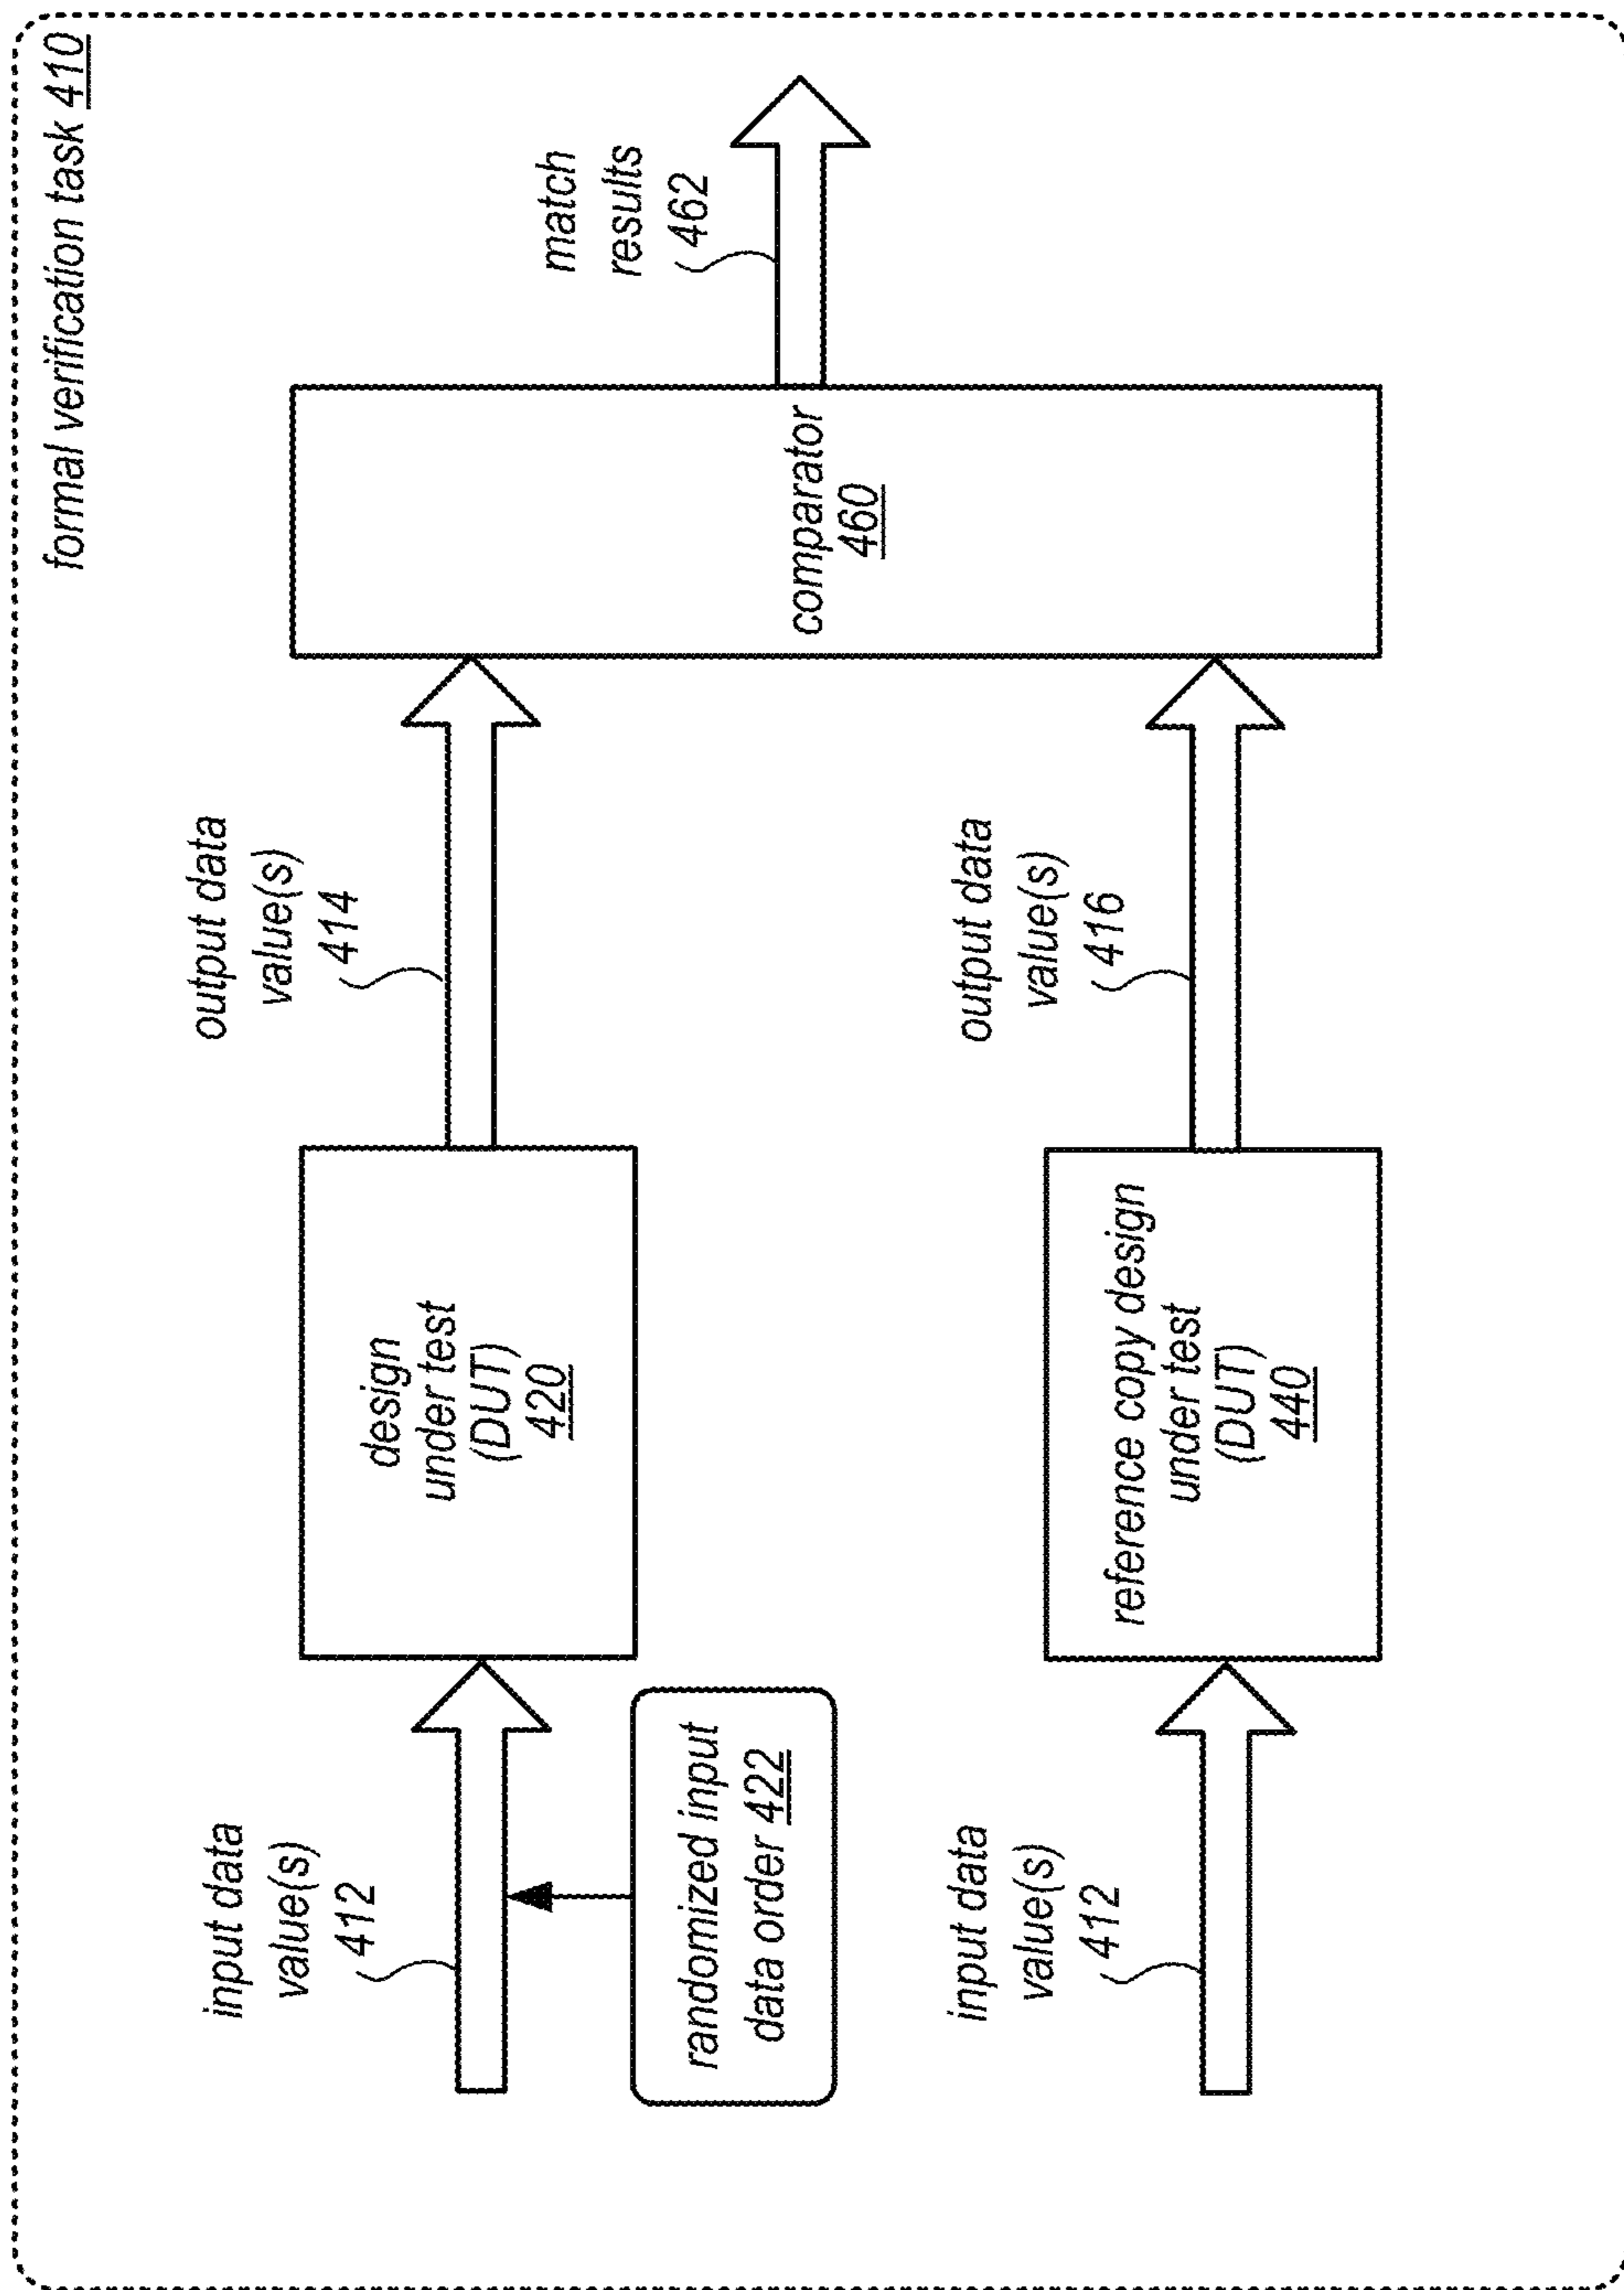 formal verification task 410
input data
value(s)
412
randomized input
data order 422
design
under test
(DUT)
420
output data
value(s)
414
input data
value(s)
412
reference copy design
under test
(DUT)
440
output data
value(s)
416
comparator
460
match
results
462